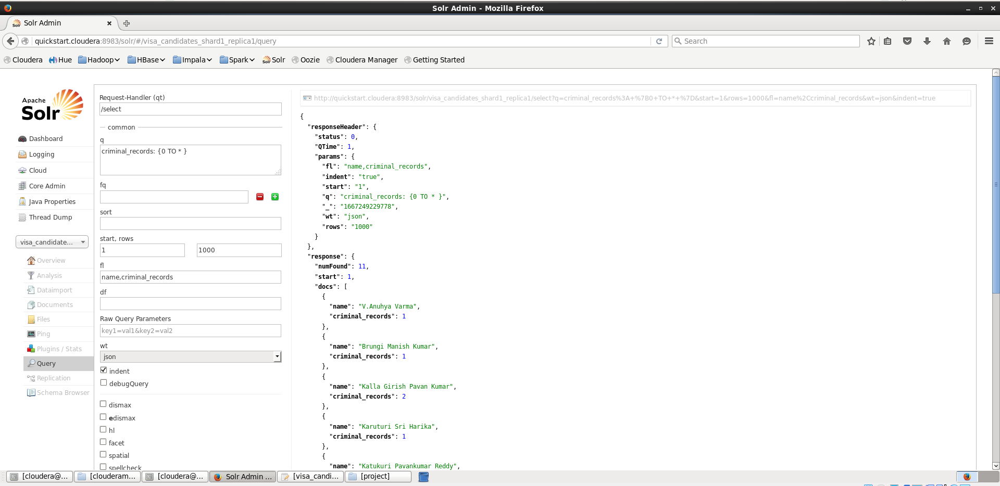 Solr Admin - Mozilla Firefox
Solr Admin
quickstart.cloudera:8983/solr/#/visa_candidates_shard1_replica1/query
Search
Cloudera Hue Hadoop HBase Impala Spark Solr Oozie Cloudera Manager Getting Started
Apache
Solr
Dashboard
Logging
Cloud
Core Admin
Java Properties
Thread Dump
visa_candidate...
Overview
Analysis
Dataimport
Documents
Files
Ping
Plugins / Stats
Query
Replication
Schema Browser
Request-Handler (qt)
/select
common
q
criminal_records: {0 TO * }
fq
sort
start, rows
1 1000
fl
name,criminal_records
df
Raw Query Parameters
key1=val1&key2=val2
wt
json
indent
debugQuery
dismax
edismax
hl
facet
spatial
spellcheck
http://quickstart.cloudera:8983/solr/visa_candidates_shard1_replica1/select?q=criminal_records%3A+%7B0+TO+*+%7D&start=1&rows=1000&fl=name%2Ccriminal_records&wt=json&indent=true
{
"responseHeader": {
"status": 0,
"QTime": 1,
"params": {
"fl": "name,criminal_records",
"indent": "true",
"start": "1",
"q": "criminal_records: {0 TO * }",
"_": "1667249229778",
"wt": "json",
"rows": "1000"
}
},
"response": {
"numFound": 11,
"start": 1,
"docs": [
{
"name": "V.Anuhya Varma",
"criminal_records": 1
},
{
"name": "Brungi Manish Kumar",
"criminal_records": 1
},
{
"name": "Kalla Girish Pavan Kumar",
"criminal_records": 2
},
{
"name": "Karuturi Sri Harika",
"criminal_records": 1
},
{
"name": "Katukuri Pavankumar Reddy",
[cloudera@... [clouderam... [cloudera@... Solr Admin ... [visa_candi... [project]